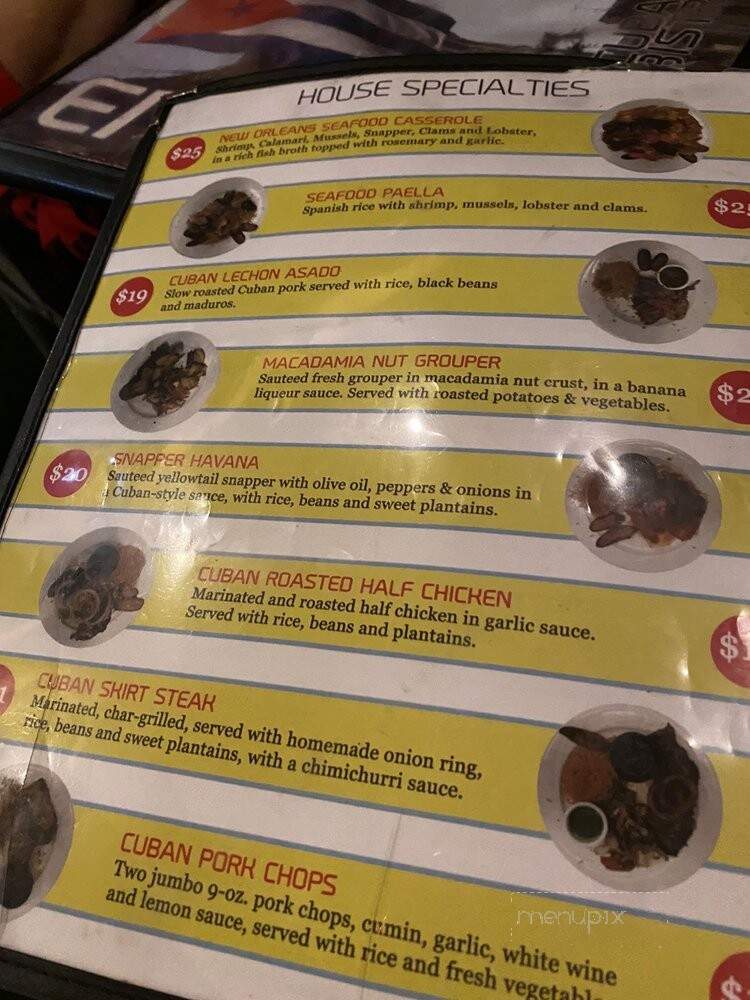 HOUSE SPECIALTIES
NEW ORLEANS SEAFOOD CASSEROLE
$25
Shrimp, Calamari, Mussels, Snapper, Clams and Lobster,
in a rich fish broth topped with rosemary and garlic.
SEAFOOD PAELLA
Spanish rice with shrimp, mussels, lobster and clams.
CUBAN LECHON ASADO
$19
Slow roasted Cuban pork served with rice, black beans
and maduros.
MACADAMIA NUT GROUPER
Sauteed fresh grouper in macadamia nut crust, in a banana
liqueur sauce. Served with roasted potatoes & vegetables.
SNAPPER HAVANA
$20
Sauteed yellowtail snapper with olive oil, peppers & onions in
a Cuban-style sauce, with rice, beans and sweet plantains.
CUBAN ROASTED HALF CHICKEN
Marinated and roasted half chicken in garlic sauce.
Served with rice, beans and plantains.
CUBAN SKIRT STEAK
Marinated, char-grilled, served with homemade onion ring,
rice, beans and sweet plantains, with a chimichurri sauce.
CUBAN PORK CHOPS
Two jumbo 9-oz. pork chops, cumin, garlic, white wine
and lemon sauce, served with rice and fresh
menupix